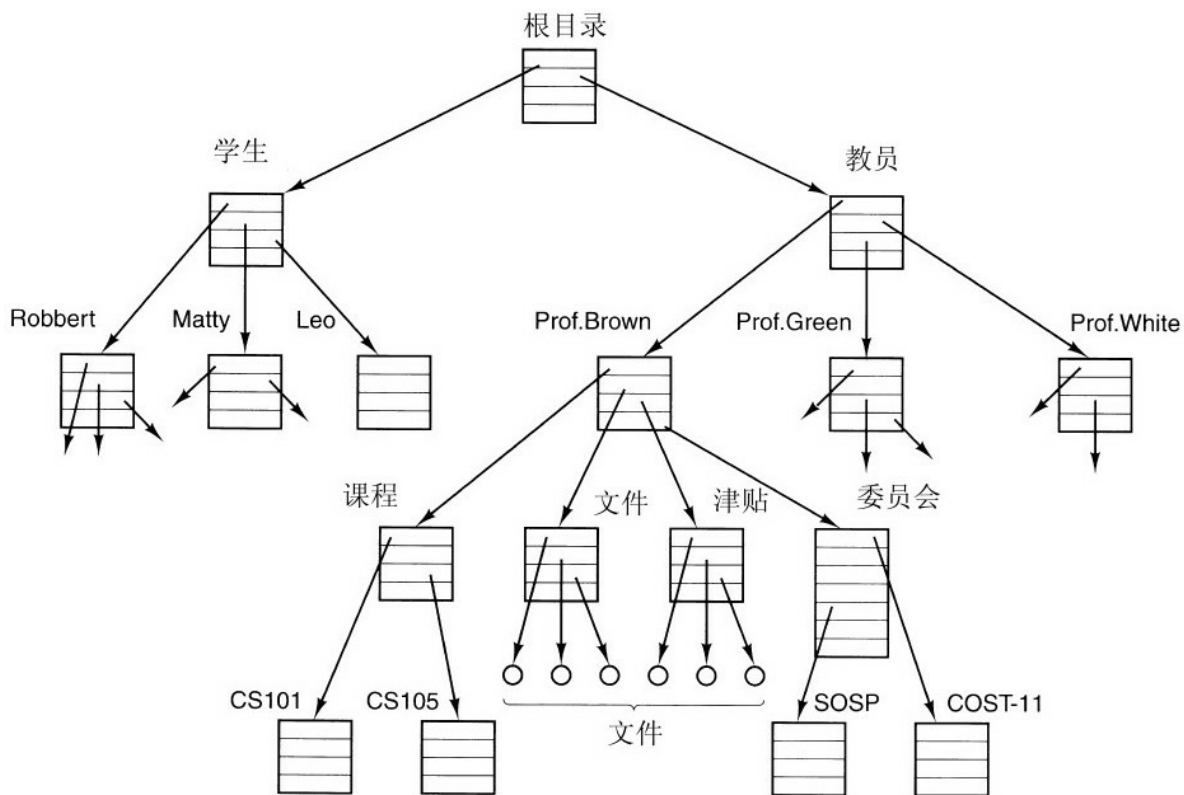 根目录
学生
教员
Robbert
Matty
Leo
Prof.Brown
Prof.Green
Prof.White
课程
文件
津贴
委员会
CS101
CS105
文件
SOSP
COST-11